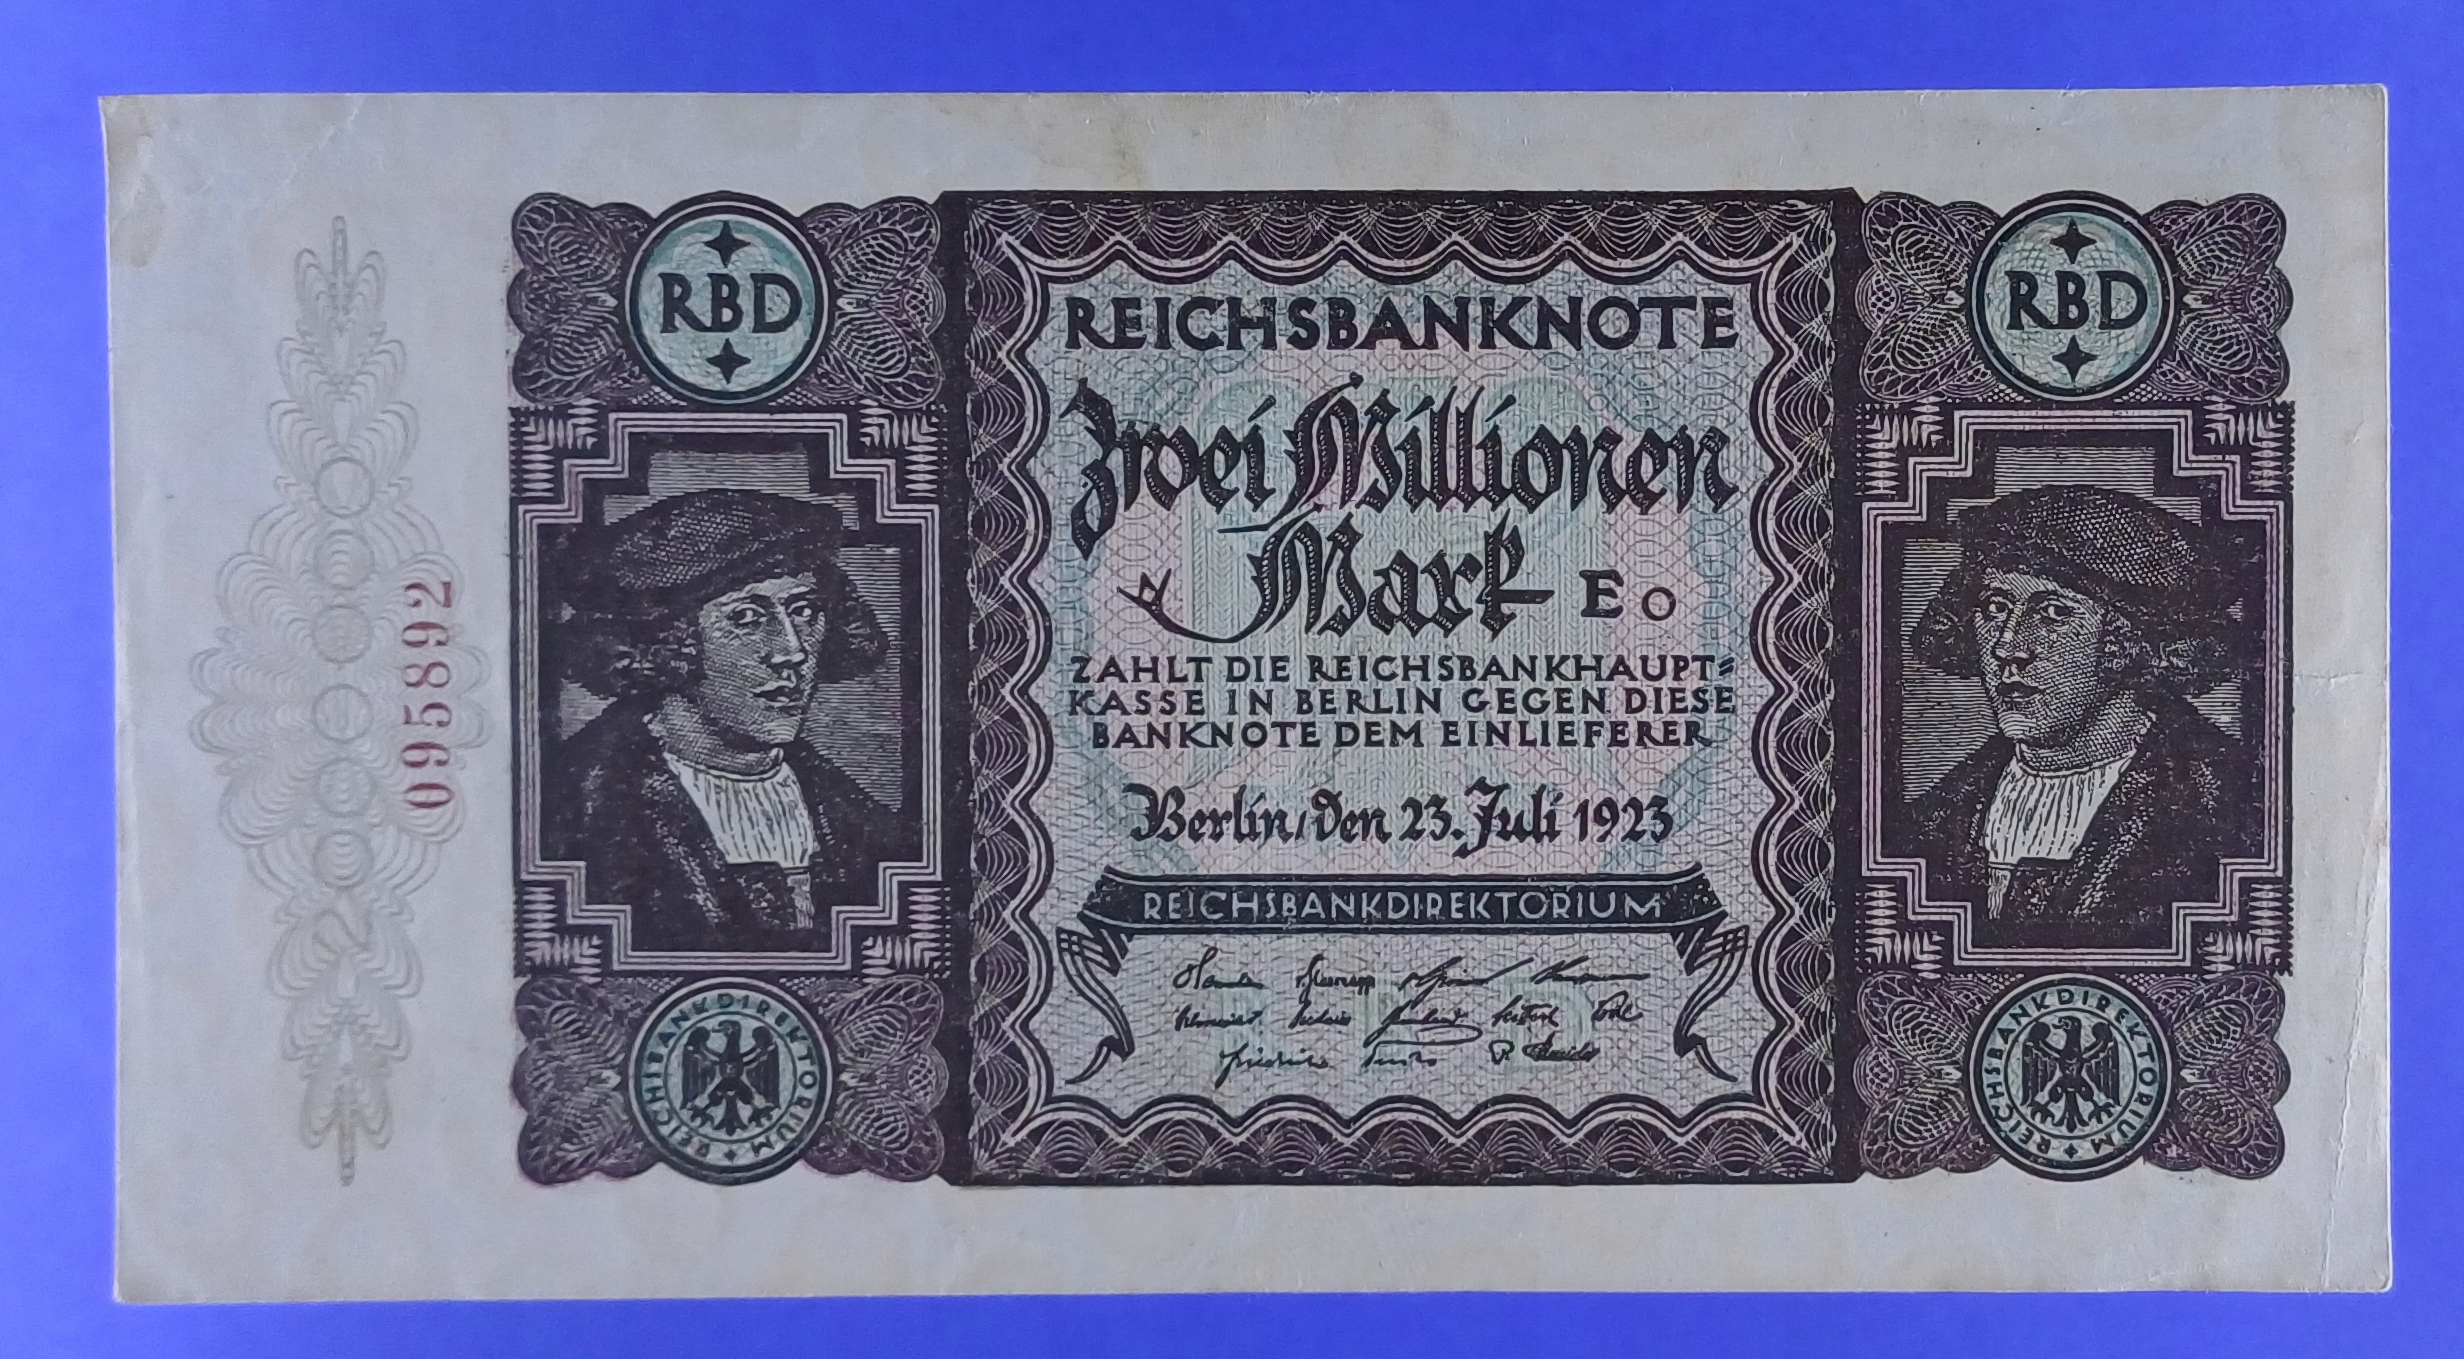 RBD
RBD
REICHSBANKNOTE
Zwei Millionen
Mark
E O
ZAHLT DIE REICHSBANKHAUPT=
KASSE IN BERLIN GEGEN DIESE
BANKNOTE DEM EINLIEFERER
Berlin, den 23. Juli 1923
REICHSBANKDIREKTORIUM
REICHSBANKDIREKTORIUM
REICHSBANKDIREKTORIUM
095892